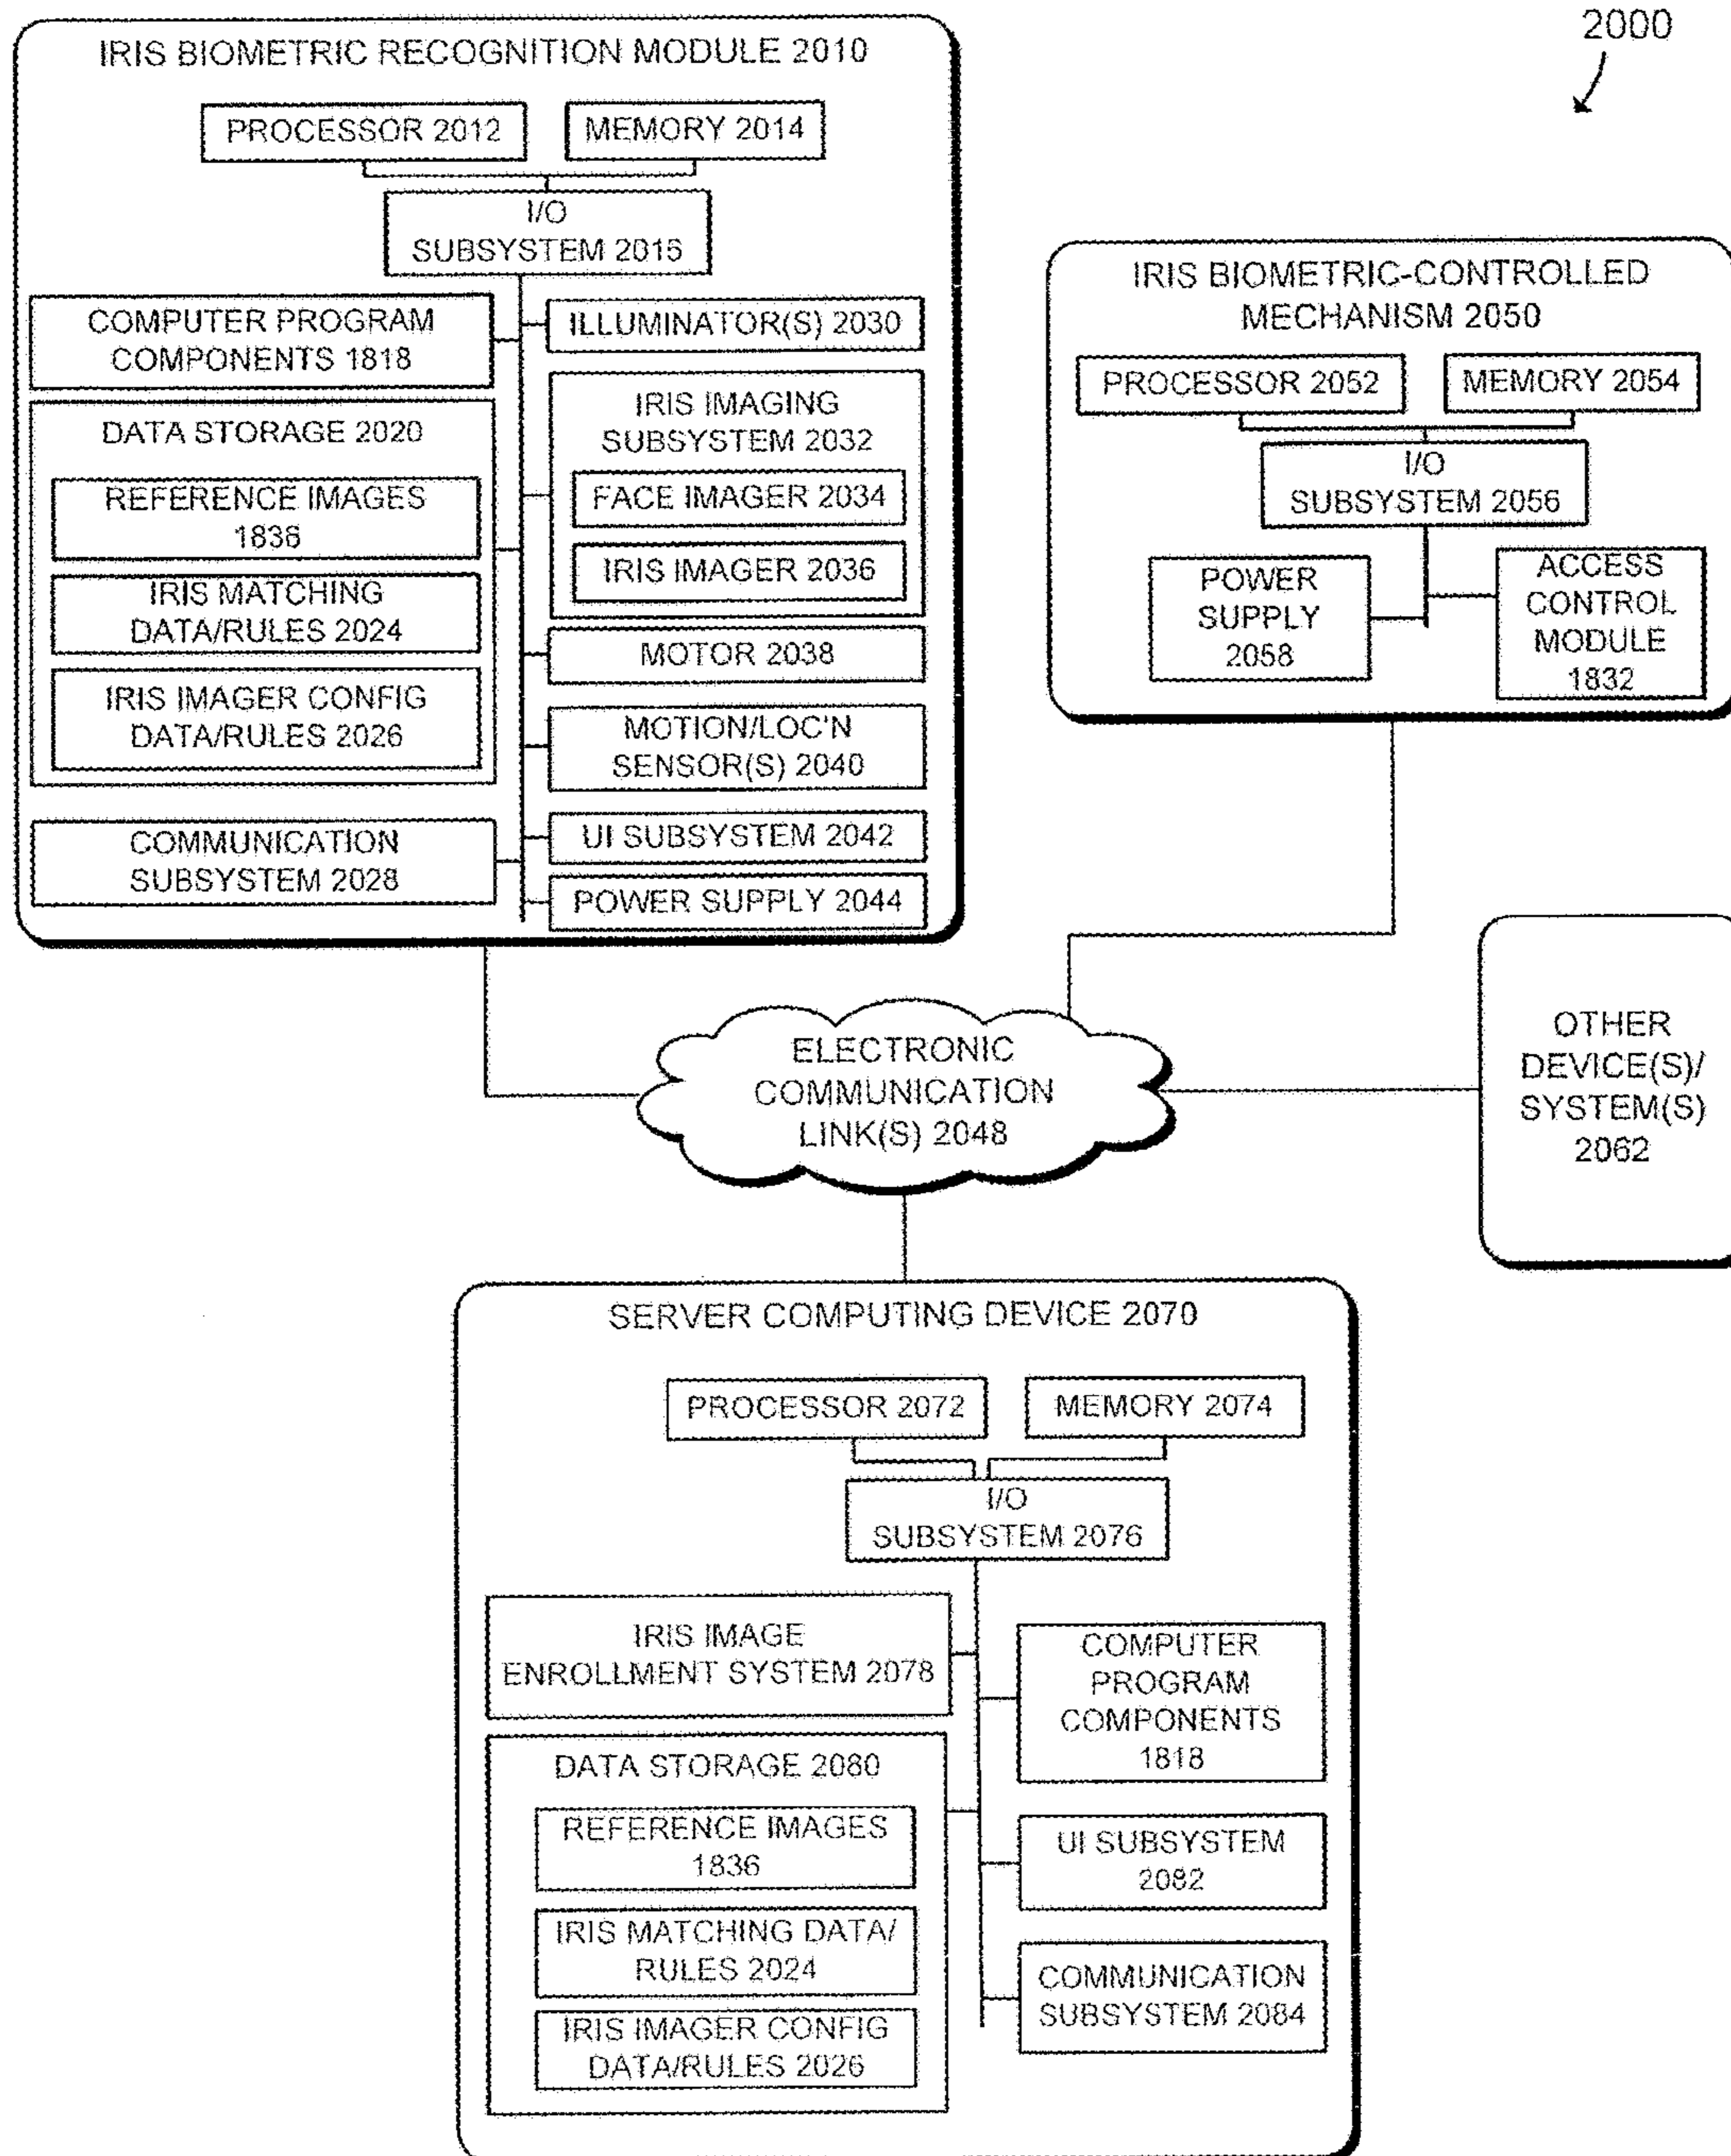 2000
IRIS BIOMETRIC RECOGNITION MODULE 2010
PROCESSOR 2012
MEMORY 2014
I/O
SUBSYSTEM 2016
COMPUTER PROGRAM
COMPONENTS 1818
DATA STORAGE 2020
REFERENCE IMAGES
1836
IRIS MATCHING
DATA/RULES 2024
IRIS IMAGER CONFIG
DATA/RULES 2026
COMMUNICATION
SUBSYSTEM 2028
ILLUMINATOR(S) 2030
IRIS IMAGING
SUBSYSTEM 2032
FACE IMAGER 2034
IRIS IMAGER 2036
MOTOR 2038
MOTION/LOC'N
SENSOR(S) 2040
UI SUBSYSTEM 2042
POWER SUPPLY 2044
IRIS BIOMETRIC-CONTROLLED
MECHANISM 2050
PROCESSOR 2052
MEMORY 2054
I/O
SUBSYSTEM 2056
POWER
SUPPLY
2058
ACCESS
CONTROL
MODULE
1832
ELECTRONIC
COMMUNICATION
LINK(S) 2048
OTHER
DEVICE(S)/
SYSTEM(S)
2062
SERVER COMPUTING DEVICE 2070
PROCESSOR 2072
MEMORY 2074
I/O
SUBSYSTEM 2076
IRIS IMAGE
ENROLLMENT SYSTEM 2078
DATA STORAGE 2080
REFERENCE IMAGES
1836
IRIS MATCHING DATA/
RULES 2024
IRIS IMAGER CONFIG
DATA/RULES 2026
COMPUTER
PROGRAM
COMPONENTS
1818
UI SUBSYSTEM
2082
COMMUNICATION
SUBSYSTEM 2084